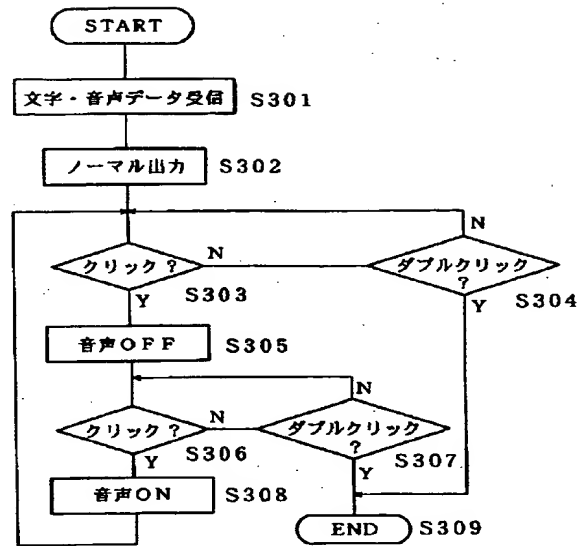 START
文字・音声データ受信 S301
ノーマル出力 S302
N
クリック? N ダブルクリック
?
S303
Y
S304
Y
音声OFF S305
N
クリック? N ダブルクリック
?
S306
Y
S307
Y
音声ON S308
END S309